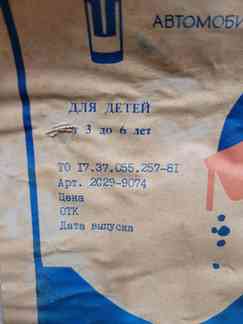 АВТОМОБИ
ДЛЯ ДЕТЕЙ
3 до 6 лет
ТО 17.37.055.257-81
Арт. 2С29-9074
Цена
ОТК
Дата выпуска